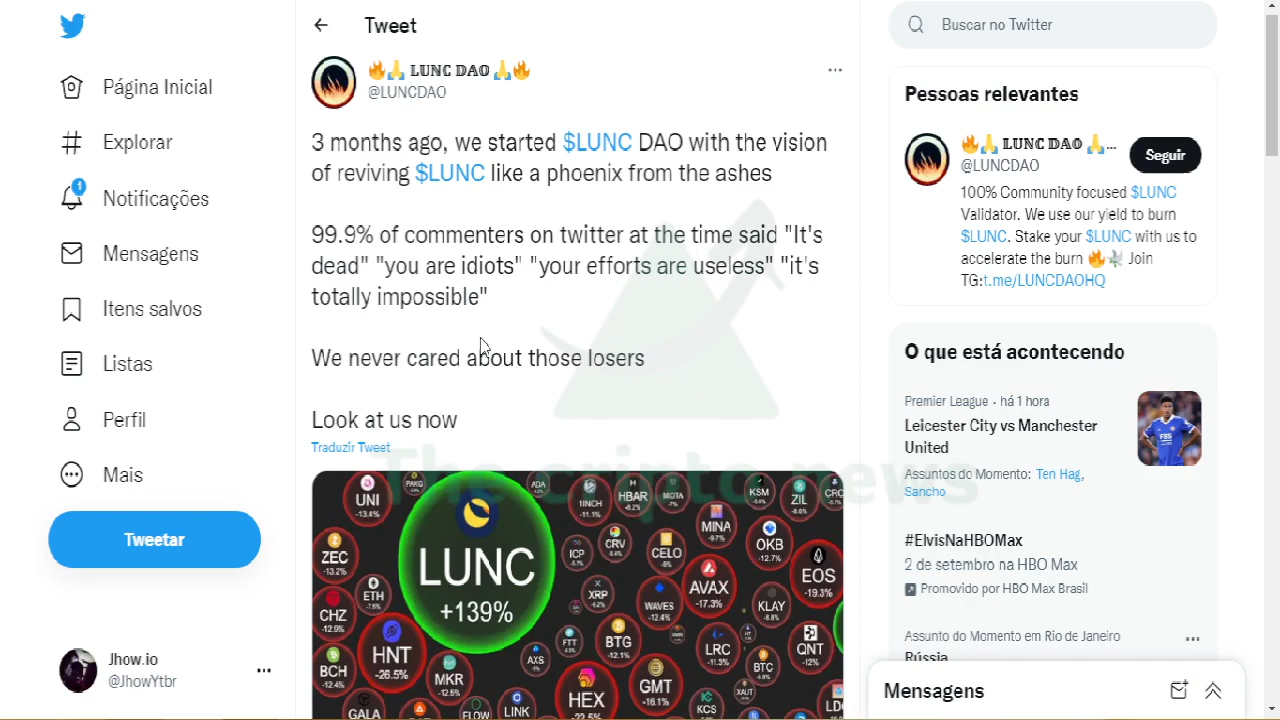 Tweet
Buscar no Twitter
🔥🙏 LUNC DAO 🙏🔥
@LUNCDAO
Página Inicial
Explorar
1
Notificações
Mensagens
Itens salvos
Listas
Perfil
Mais
Tweetar
Jhow.io
@JhowYtbr
3 months ago, we started $LUNC DAO with the vision
of reviving $LUNC like a phoenix from the ashes
99.9% of commenters on twitter at the time said "It's
dead" "you are idiots" "your efforts are useless" "it's
totally impossible"
We never cared about those losers
Look at us now
Traduzir Tweet
The cripto news
UNI
-13.4%
PAXG
ADA
1INCH
-11.1%
HBAR
-8.2%
IOTA
-7%
KSM
ZIL
CRO
LUNC
+139%
ZEC
-13.2%
ETH
ICP
CRV
CELO
MINA
-9.7%
OKB
-12.7%
EOS
-19.3%
CHZ
-12.9%
XRP
WAVES
-12.4%
AVAX
-17.3%
KLAY
HNT
-26.5%
BCH
-12.4%
MKR
-12.5%
AXS
FTT
BTG
-12.1%
LRC
-11.3%
BTC
QNT
-12%
HEX
-22.5%
GMT
-16.1%
XAUT
GALA
FLOW
LINK
KCS
Pessoas relevantes
🔥🙏 LUNC DAO 🙏...
@LUNCDAO
Seguir
100% Community focused $LUNC
Validator. We use our yield to burn
$LUNC. Stake your $LUNC with us to
accelerate the burn 🔥🕊 Join
TG:t.me/LUNCDAOHQ
O que está acontecendo
Premier League · há 1 hora
Leicester City vs Manchester
United
Assuntos do Momento: Ten Hag,
Sancho
#ElvisNaHBOMax
2 de setembro na HBO Max
Promovido por HBO Max Brasil
Assunto do Momento em Rio de Janeiro
Rússia
Mensagens